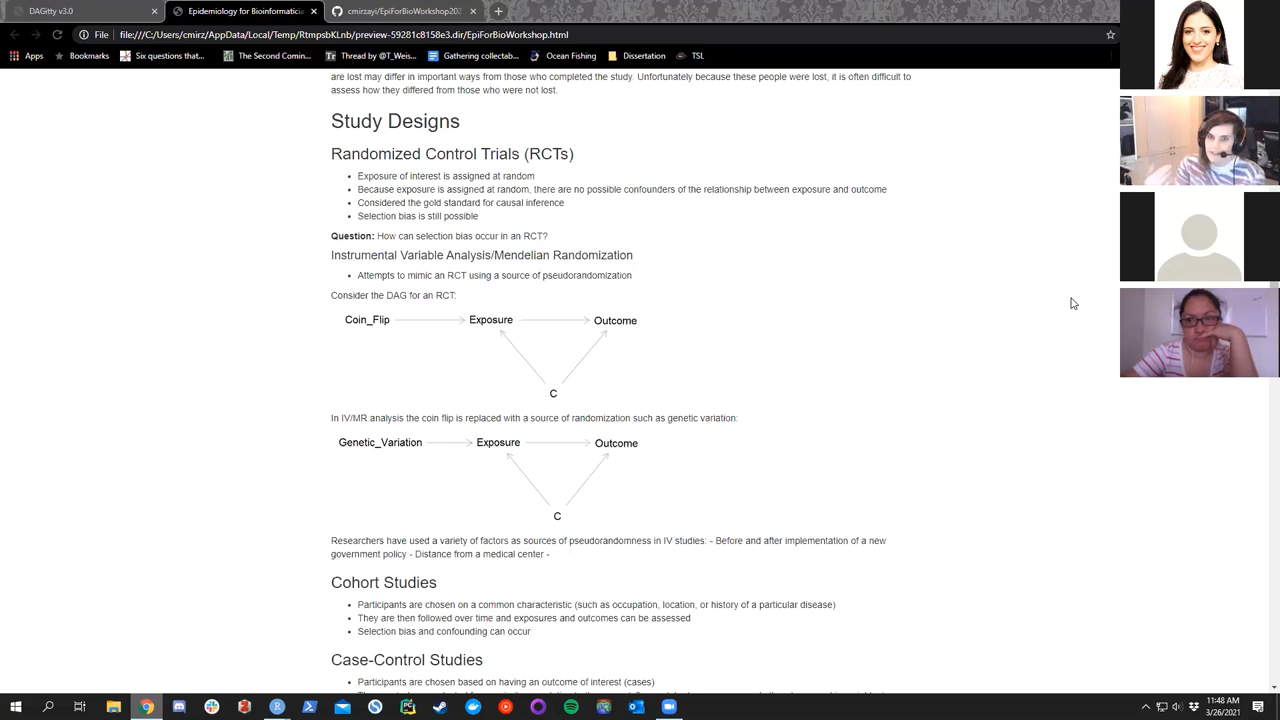 DAGitty v3.0
Epidemiology for Bioinformatici
cmirzayi/EpiForBioWorkshop202
File
file:///C:/Users/cmirz/AppData/Local/Temp/RtmpsbKLnb/preview-59281c8158e3.dir/EpiForBioWorkshop.html
Apps
Bookmarks
Six questions that...
The Second Comin...
Thread by @T_Weis...
Gathering collectab...
Ocean Fishing
Dissertation
TSL
are lost may differ in important ways from those who completed the study. Unfortunately because these people were lost, it is often difficult to
assess how they differed from those who were not lost.
Study Designs
Randomized Control Trials (RCTs)
• Exposure of interest is assigned at random
• Because exposure is assigned at random, there are no possible confounders of the relationship between exposure and outcome
• Considered the gold standard for causal inference
• Selection bias is still possible
Question: How can selection bias occur in an RCT?
Instrumental Variable Analysis/Mendelian Randomization
• Attempts to mimic an RCT using a source of pseudorandomization
Consider the DAG for an RCT:
Coin_Flip Exposure Outcome
C
In IV/MR analysis the coin flip is replaced with a source of randomization such as genetic variation:
Genetic_Variation Exposure Outcome
C
Researchers have used a variety of factors as sources of pseudorandomness in IV studies: - Before and after implementation of a new
government policy - Distance from a medical center -
Cohort Studies
• Participants are chosen on a common characteristic (such as occupation, location, or history of a particular disease)
• They are then followed over time and exposures and outcomes can be assessed
• Selection bias and confounding can occur
Case-Control Studies
• Participants are chosen based on having an outcome of interest (cases)
11:48 AM
3/26/2021